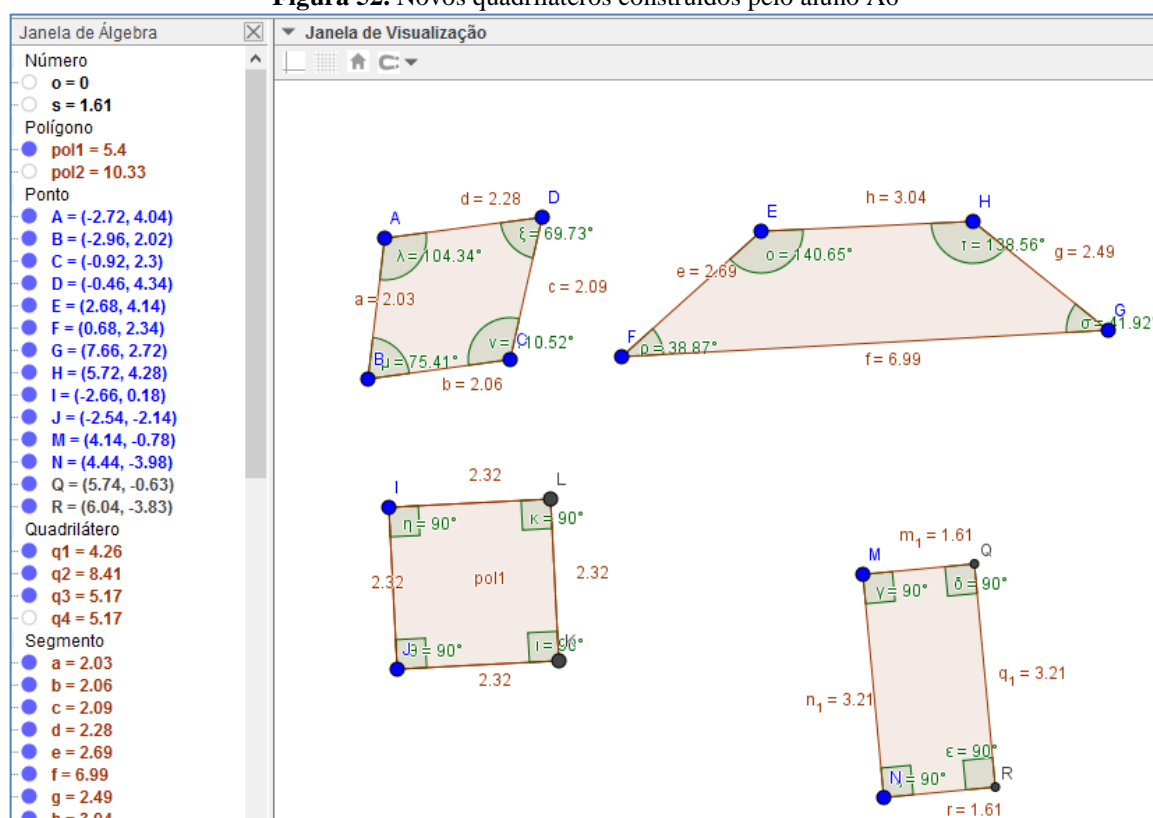 Figura 32. Novos quadriláteros construídos pelo aluno A6
Janela de Álgebra
Número
o = 0
s = 1.61
Polígono
pol1 = 5.4
pol2 = 10.33
Ponto
A = (-2.72, 4.04)
B = (-2.96, 2.02)
C = (-0.92, 2.3)
D = (-0.46, 4.34)
E = (2.68, 4.14)
F = (0.68, 2.34)
G = (7.66, 2.72)
H = (5.72, 4.28)
I = (-2.66, 0.18)
J = (-2.54, -2.14)
M = (4.14, -0.78)
N = (4.44, -3.98)
Q = (5.74, -0.63)
R = (6.04, -3.83)
Quadrilátero
q1 = 4.26
q2 = 8.41
q3 = 5.17
q4 = 5.17
Segmento
a = 2.03
b = 2.06
c = 2.09
d = 2.28
e = 2.69
f = 6.99
g = 2.49
h = 3.04
Janela de Visualização
d = 2.28
D
A
ξ = 69.73°
λ = 104.34°
c = 2.09
a = 2.03
C
ν = 110.52°
B
μ = 75.41°
b = 2.06
h = 3.04
E
H
ο = 140.65°
τ = 138.56°
g = 2.49
e = 2.69
G
F
σ = 41.92°
ρ = 38.87°
f = 6.99
2.32
I
L
η = 90°
κ = 90°
2.32
pol1
2.32
J
θ = 90°
ι = 90°
K
2.32
m₁ = 1.61
M
Q
γ = 90°
δ = 90°
n₁ = 3.21
q₁ = 3.21
ε = 90°
N
= 90°
R
r = 1.61